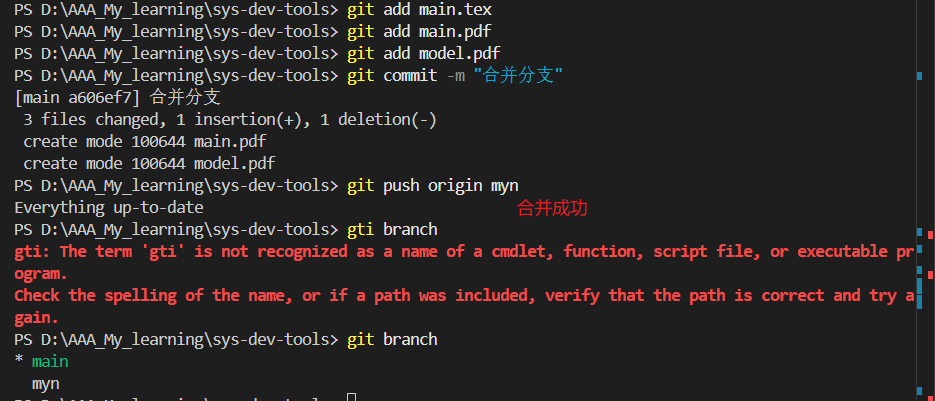 PS D:\AAA_My_learning\sys-dev-tools> git add main.tex
PS D:\AAA_My_learning\sys-dev-tools> git add main.pdf
PS D:\AAA_My_learning\sys-dev-tools> git add model.pdf
PS D:\AAA_My_learning\sys-dev-tools> git commit -m "合并分支"
[main a606ef7] 合并分支
 3 files changed, 1 insertion(+), 1 deletion(-)
 create mode 100644 main.pdf
 create mode 100644 model.pdf
PS D:\AAA_My_learning\sys-dev-tools> git push origin myn
Everything up-to-date 合并成功
PS D:\AAA_My_learning\sys-dev-tools> gti branch
gti: The term 'gti' is not recognized as a name of a cmdlet, function, script file, or executable pr
ogram.
Check the spelling of the name, or if a path was included, verify that the path is correct and try a
gain.
PS D:\AAA_My_learning\sys-dev-tools> git branch
* main
  myn